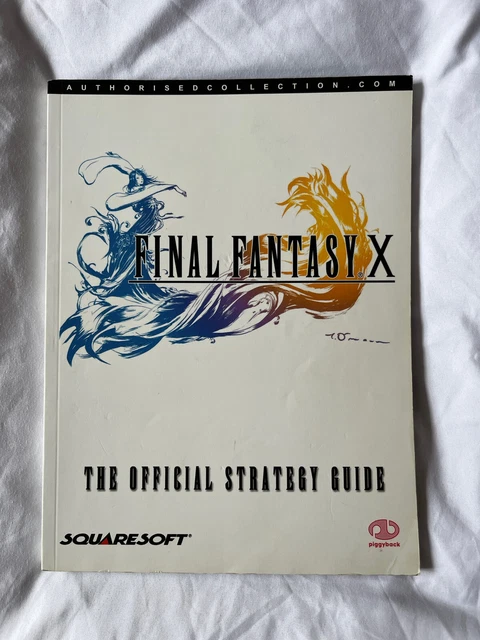 AUTHORISEDCOLLECTION.COM
FINAL FANTASY® X
THE OFFICIAL STRATEGY GUIDE
SQUARESOFT®
piggyback